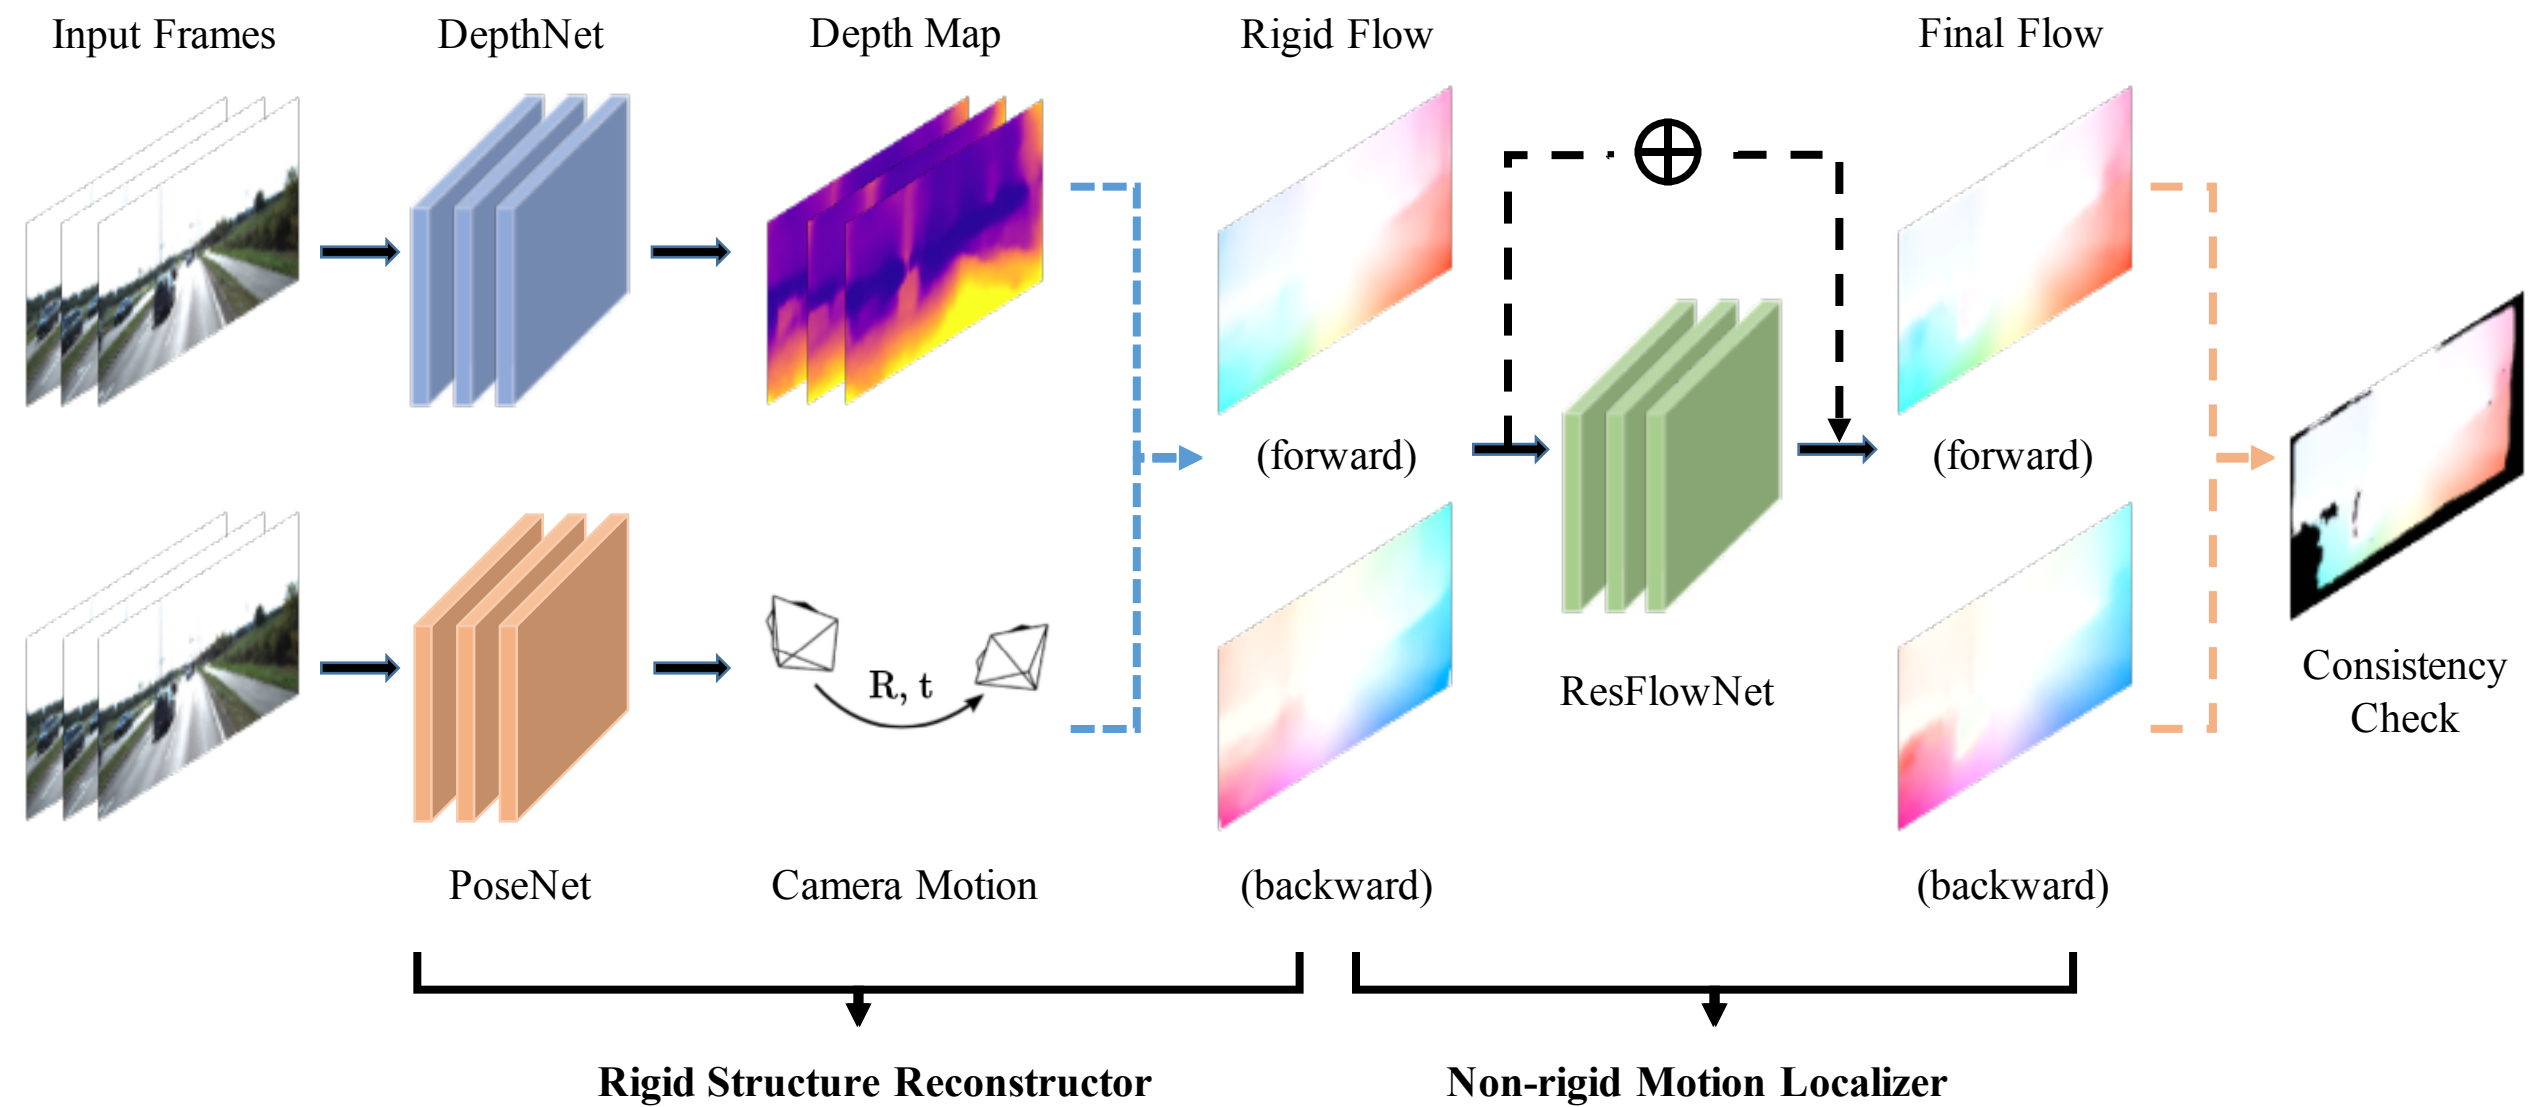 Input Frames
DepthNet
Depth Map
Rigid Flow
Final Flow
(forward)
(forward)
R, t
ResFlowNet
Consistency
Check
PoseNet
Camera Motion
(backward)
(backward)
Rigid Structure Reconstructor
Non-rigid Motion Localizer